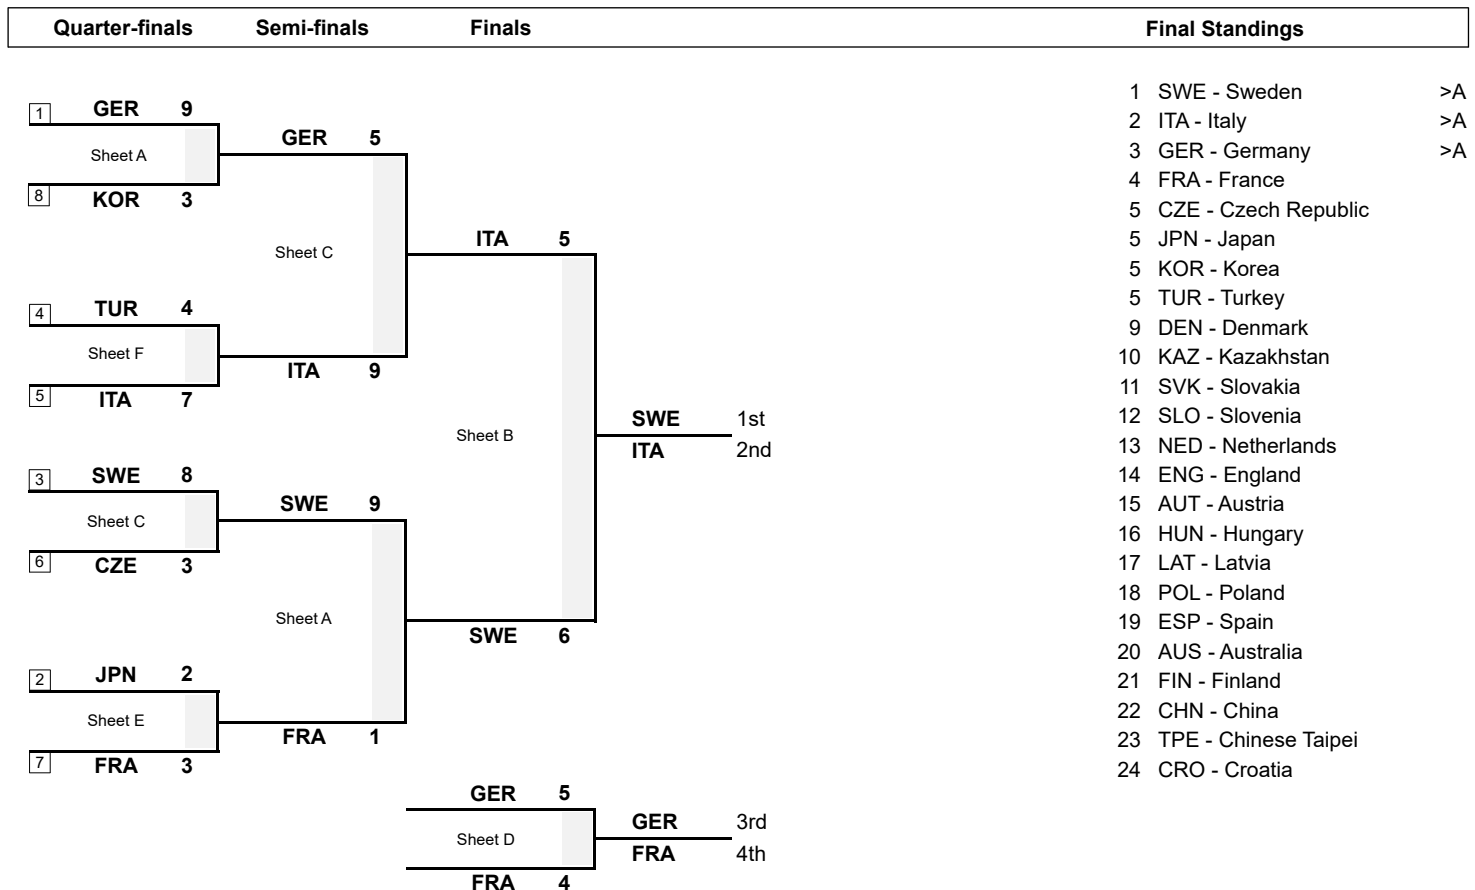 Quarter-finals Semi-finals Finals Final Standings
1 GER 9
Sheet A
8 KOR 3
4 TUR 4
Sheet F
5 ITA 7
3 SWE 8
Sheet C
6 CZE 3
2 JPN 2
Sheet E
7 FRA 3
GER 5
Sheet C
ITA 9
SWE 9
Sheet A
FRA 1
ITA 5
Sheet B
SWE 6
SWE 1st
ITA 2nd
GER 5
Sheet D
FRA 4
GER 3rd
FRA 4th
1 SWE - Sweden >A
2 ITA - Italy >A
3 GER - Germany >A
4 FRA - France
5 CZE - Czech Republic
5 JPN - Japan
5 KOR - Korea
5 TUR - Turkey
9 DEN - Denmark
10 KAZ - Kazakhstan
11 SVK - Slovakia
12 SLO - Slovenia
13 NED - Netherlands
14 ENG - England
15 AUT - Austria
16 HUN - Hungary
17 LAT - Latvia
18 POL - Poland
19 ESP - Spain
20 AUS - Australia
21 FIN - Finland
22 CHN - China
23 TPE - Chinese Taipei
24 CRO - Croatia